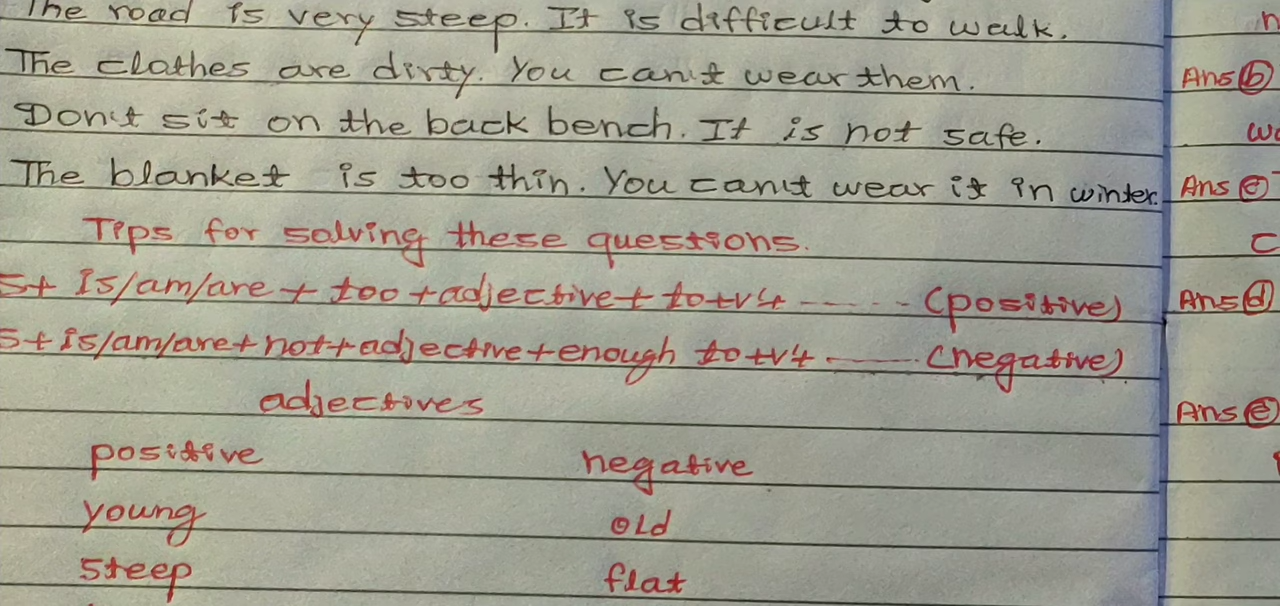 The road is very steep. It is difficult to walk.
The clothes are dirty. You can't wear them.
Don't sit on the back bench. It is not safe.
The blanket is too thin. You can't wear it in winter.
Tips for solving these questions.
S+ is/am/are + too + adjective + to+v4 ...... (positive)
S+is/am/are+not+adjective+enough to+v4 ...... (negative)
adjectives
positive negative
young old
steep flat
Ans b
Ans c
Ans d
Ans e